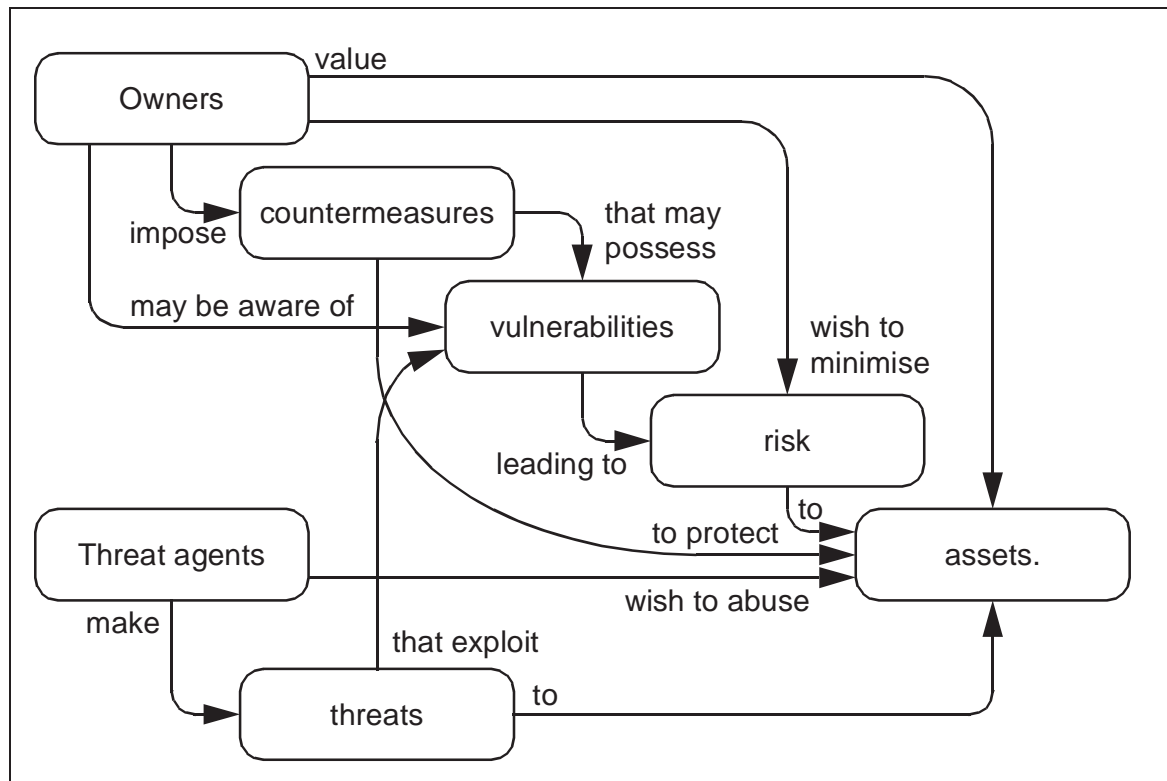 value
Owners
countermeasures
that may
possess
impose
may be aware of
vulnerabilities
wish to
minimise
risk
leading to
to
to protect
Threat agents
assets.
wish to abuse
make
that exploit
threats
to